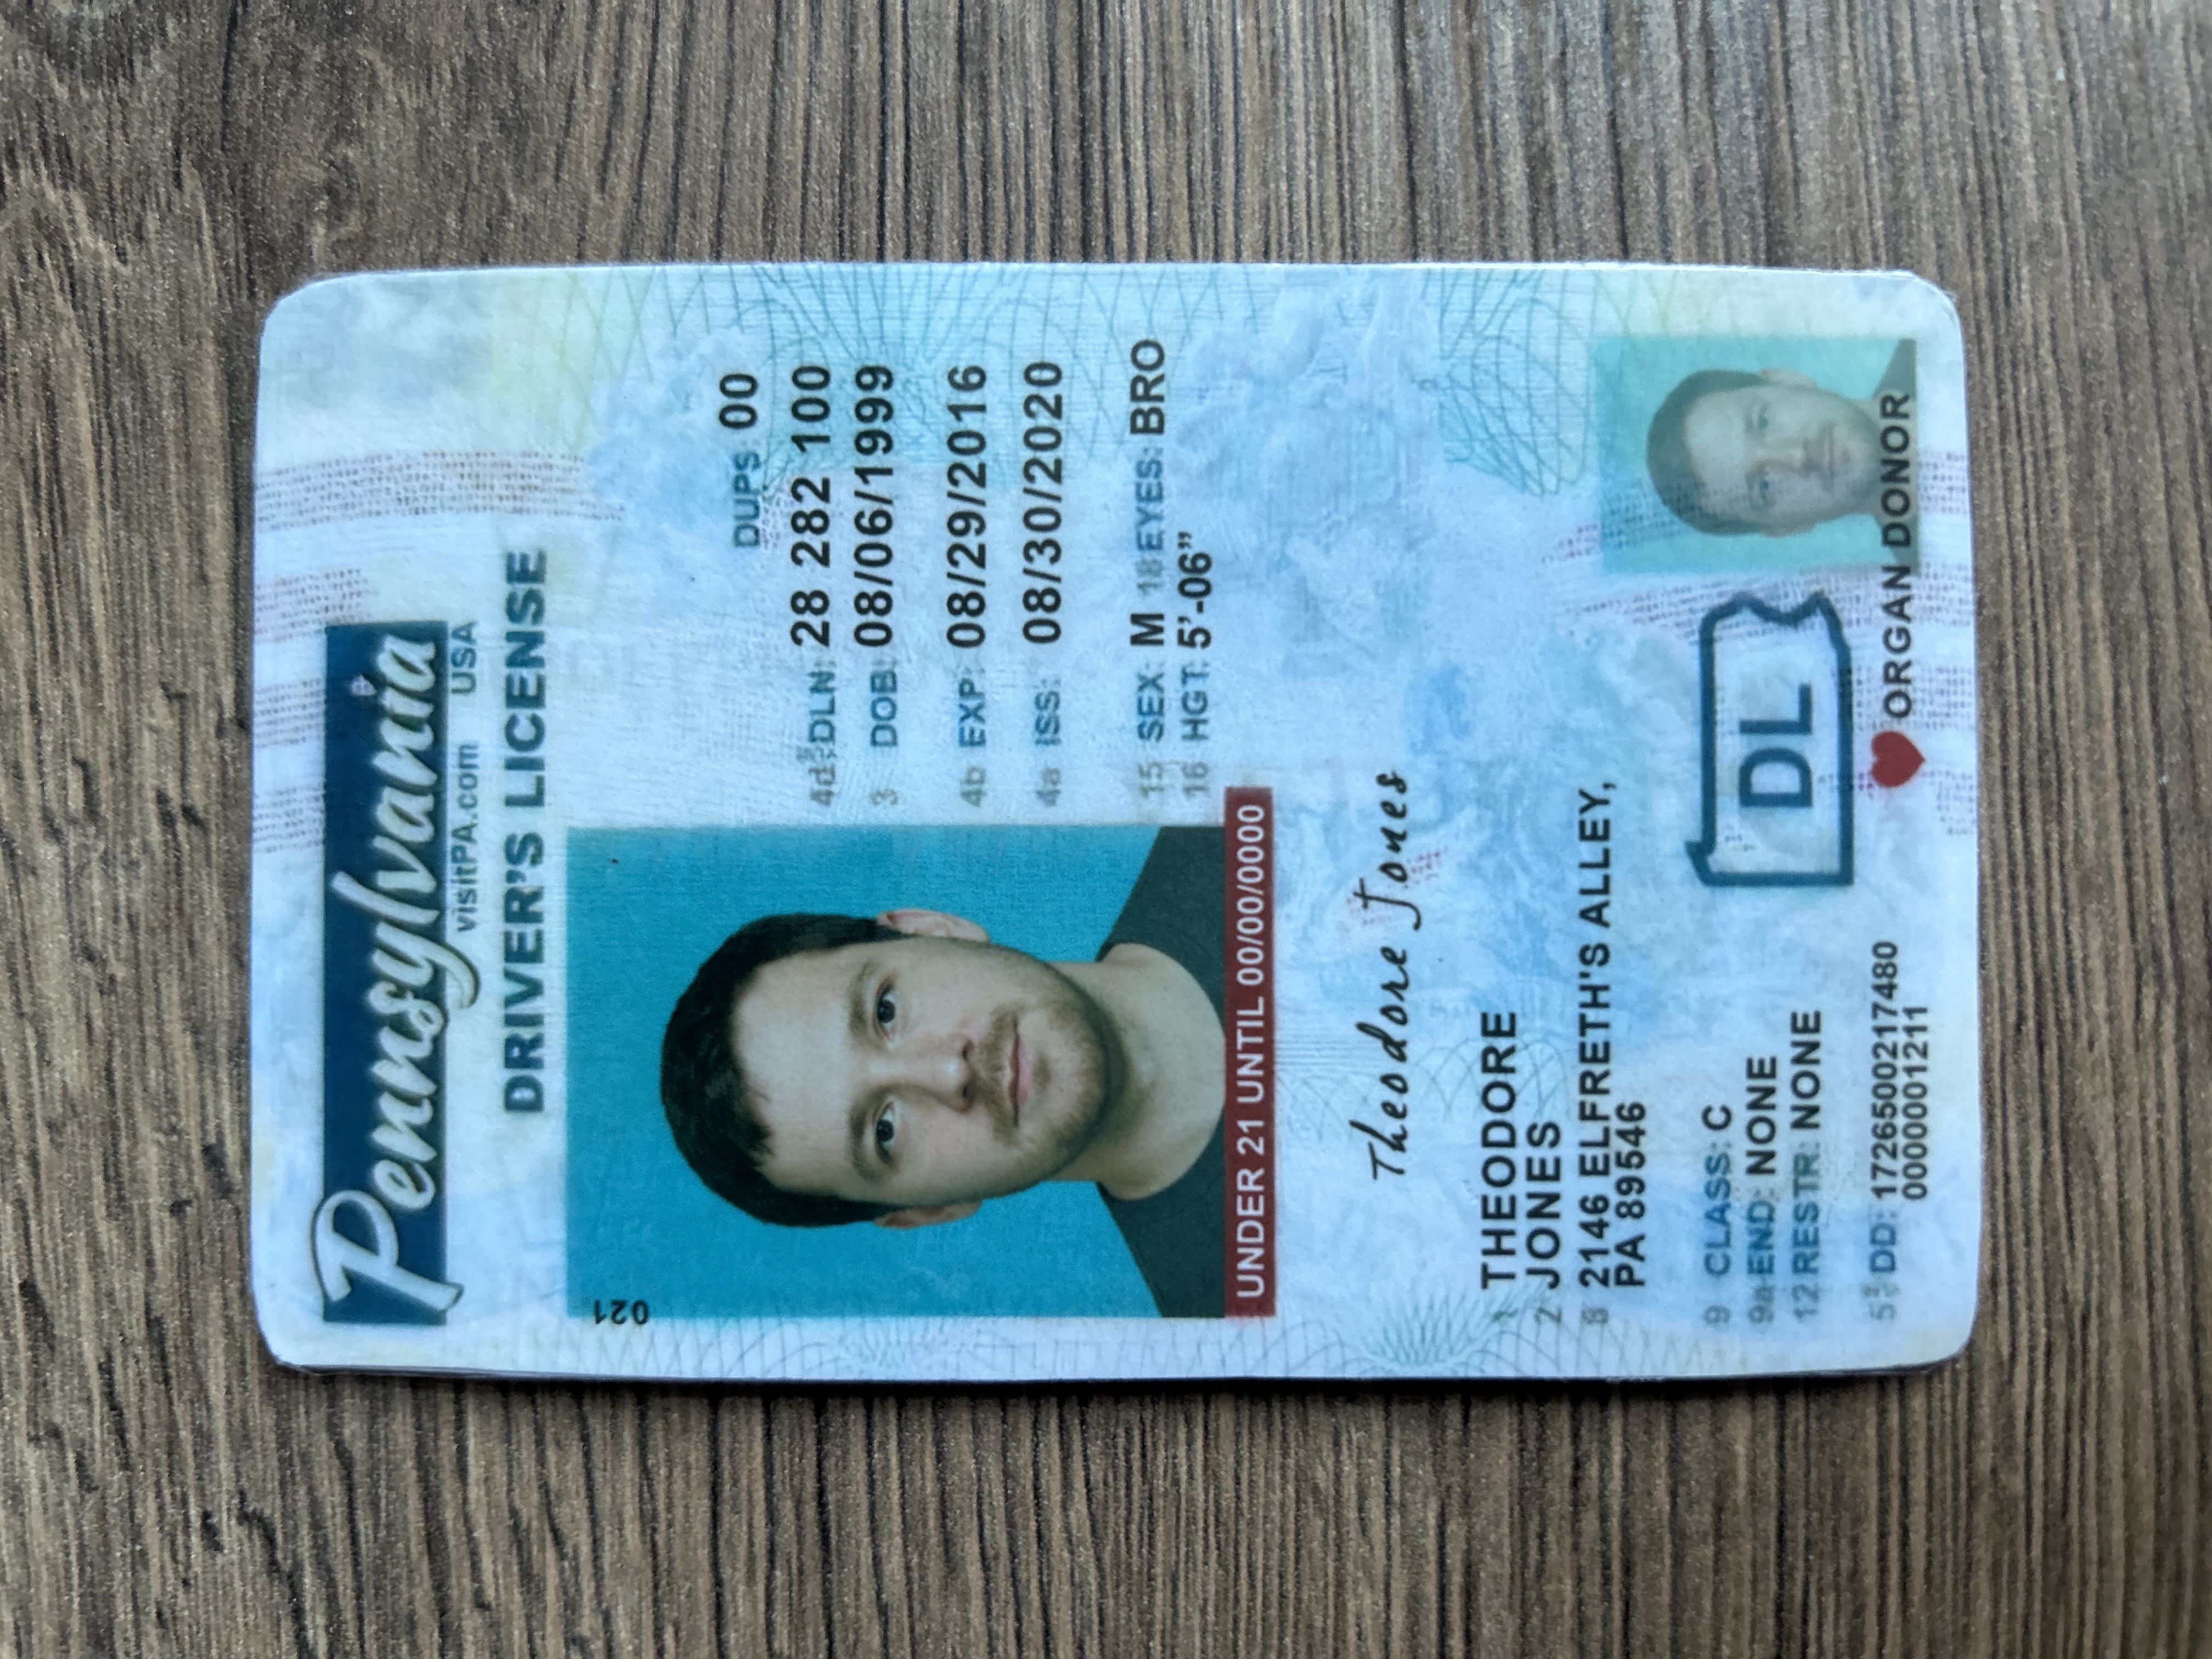 Pennsylvania
visitPA.com USA
DRIVER'S LICENSE
021
DUPS: 00
4d DLN: 28 282 100
3 DOB: 08/06/1999
4b EXP: 08/29/2016
4a ISS: 08/30/2020
15 SEX: M 18 EYES: BRO
16 HGT: 5'-06”
UNDER 21 UNTIL 00/00/0000
Theodore Jones
1 THEODORE
2 JONES
8 2146 ELFRETH'S ALLEY,
PA 89546
9 CLASS: C
9a END: NONE
12 RESTR: NONE
DL
5 DD: 1726500217480
0000001211
ORGAN DONOR